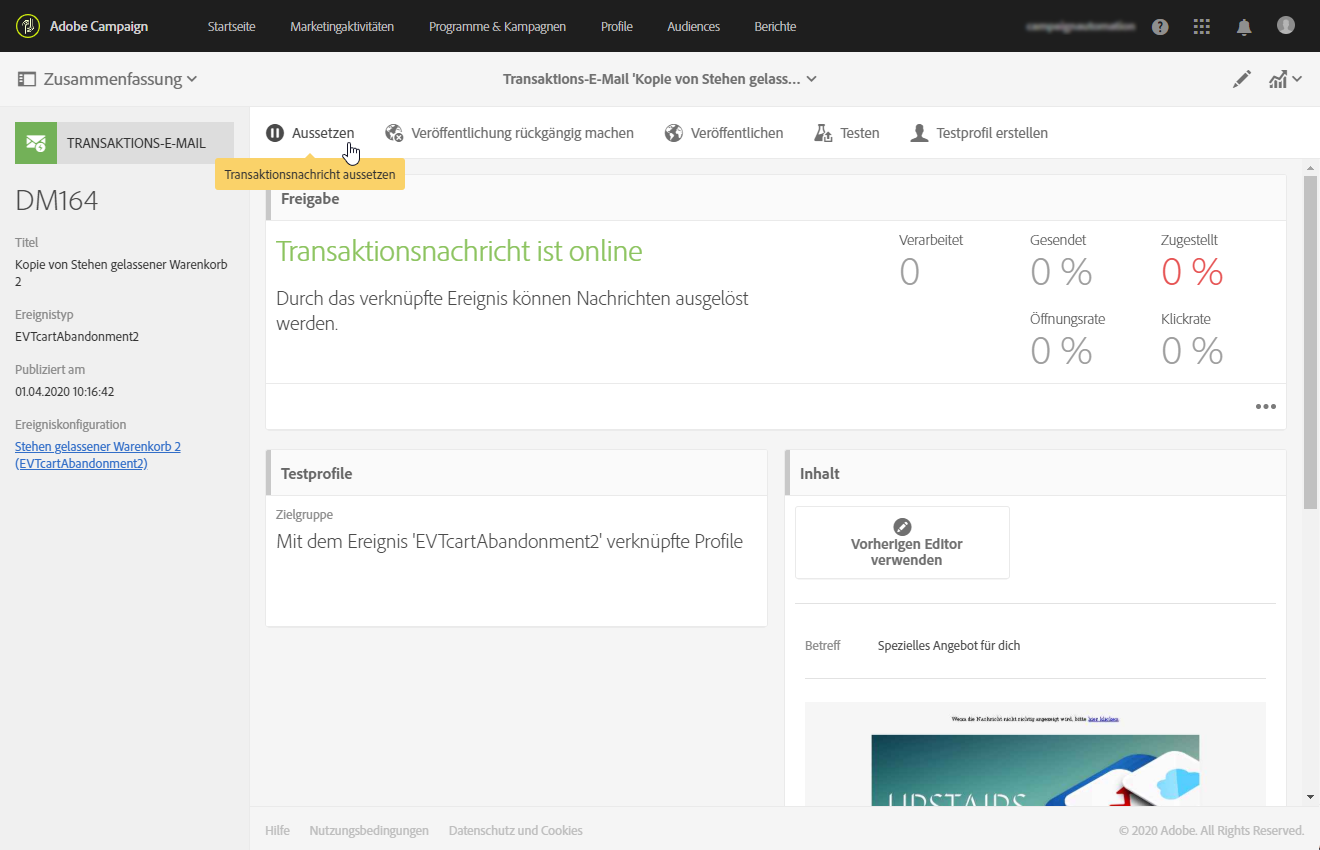 Adobe Campaign
Startseite
Marketingaktivitäten
Programme & Kampagnen
Profile
Audiences
Berichte
campaignautomation
Zusammenfassung
Transaktions-E-Mail 'Kopie von Stehen gelass...
TRANSAKTIONS-E-MAIL
Aussetzen
Veröffentlichung rückgängig machen
Veröffentlichen
Testen
Testprofil erstellen
Transaktionsnachricht aussetzen
DM164
Titel
Kopie von Stehen gelassener Warenkorb
2
Ereignistyp
EVTcartAbandonment2
Publiziert am
01.04.2020 10:16:42
Ereigniskonfiguration
Stehen gelassener Warenkorb 2
(EVTcartAbandonment2)
Freigabe
Transaktionsnachricht ist online
Durch das verknüpfte Ereignis können Nachrichten ausgelöst
werden.
Verarbeitet
0
Gesendet
0 %
Zugestellt
0 %
Öffnungsrate
0 %
Klickrate
0 %
Testprofile
Zielgruppe
Mit dem Ereignis 'EVTcartAbandonment2' verknüpfte Profile
Inhalt
Vorherigen Editor
verwenden
Betreff
Spezielles Angebot für dich
Wenn die Nachricht nicht richtig angezeigt wird, bitte hier klicken
UPSTAIRS
Hilfe
Nutzungsbedingungen
Datenschutz und Cookies
© 2020 Adobe. All Rights Reserved.